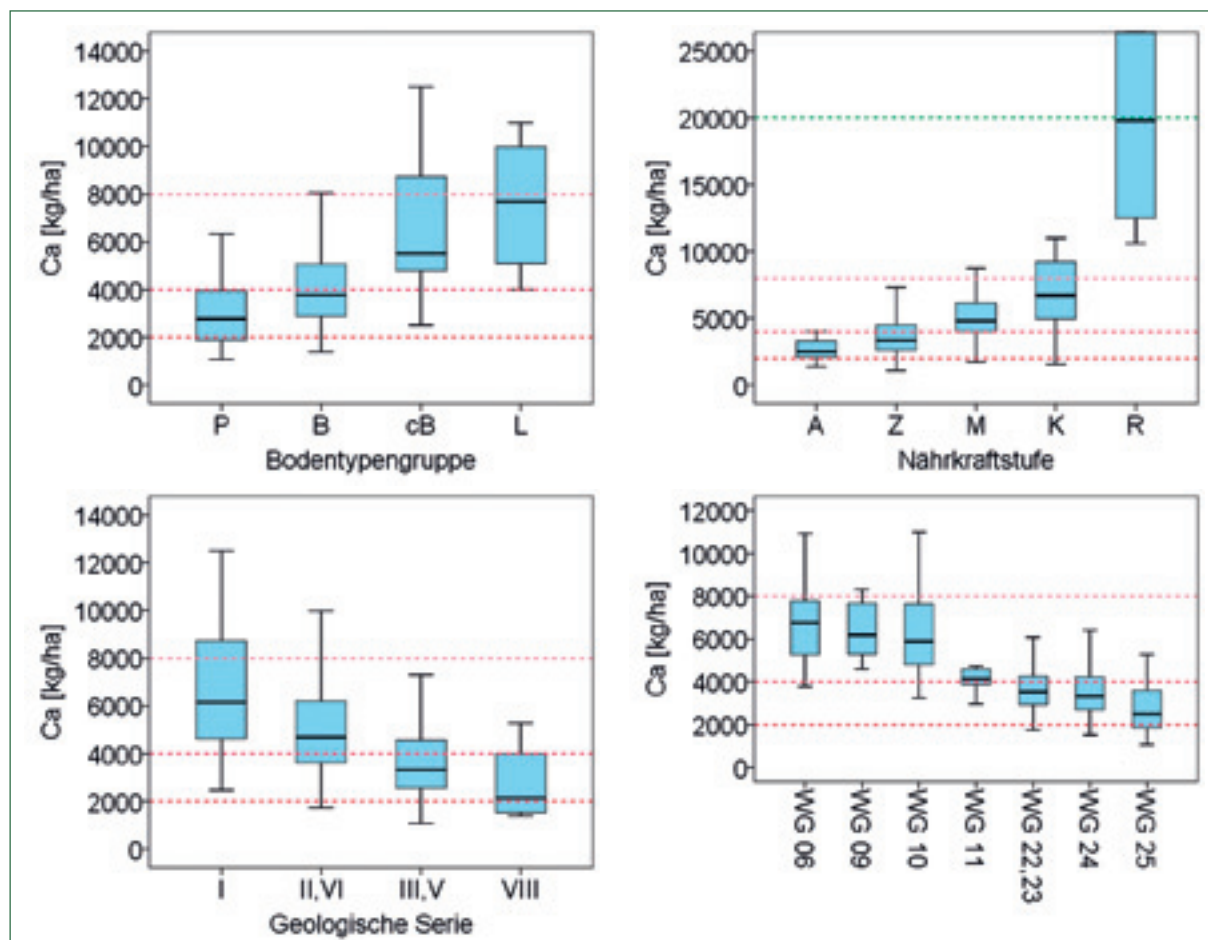 14000
12000
10000
8000
6000
4000
2000
0
Ca [kg/ha]
P B cB L
Bodentypengruppe
25000
20000
15000
10000
5000
0
Ca [kg/ha]
A Z M K R
Nährkraftstufe
14000
12000
10000
8000
6000
4000
2000
0
Ca [kg/ha]
I II,VI III,V VIII
Geologische Serie
12000
10000
8000
6000
4000
2000
0
Ca [kg/ha]
WG 06
WG 09
WG 10
WG 11
WG 22,23
WG 24
WG 25